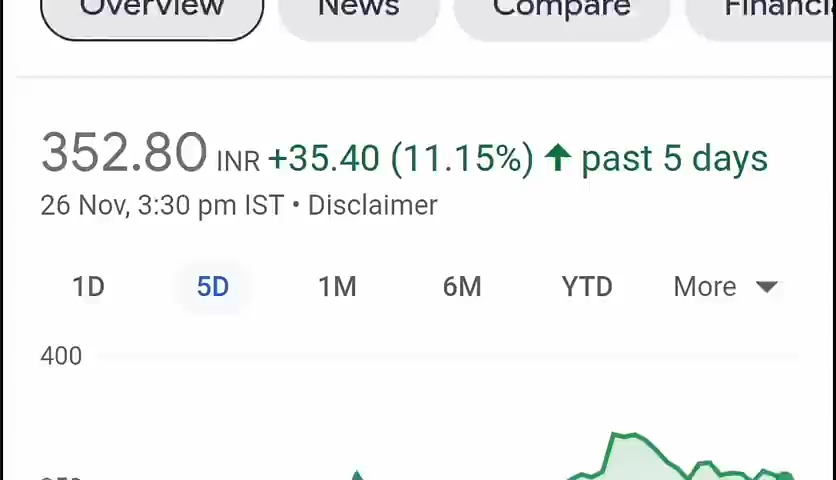 Overview News Compare
352.80 INR +35.40 (11.15%) ↑ past 5 days
26 Nov, 3:30 pm IST • Disclaimer
1D 5D 1M 6M YTD More
400